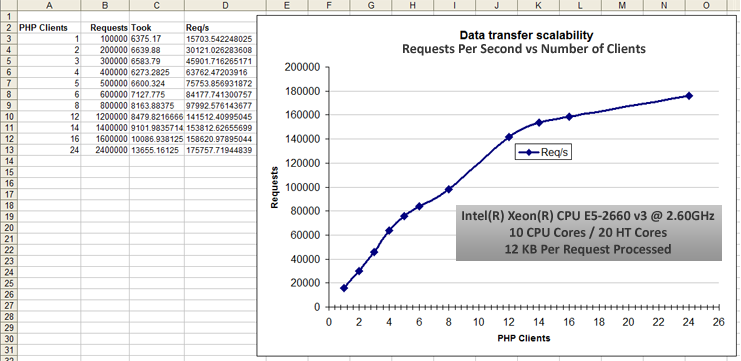 A B C D E F G H I J K L M N O
1
2 PHP Clients Requests Took Req/s
3 1 100000 6375.17 15703.542248025
4 2 200000 6639.88 30121.026283608
5 3 300000 6583.79 45901.716265171
6 4 400000 6273.2825 63762.47203916
7 5 500000 6600.324 75753.856931872
8 6 600000 7127.775 84177.741300757
9 8 800000 8163.88375 97992.576143677
10 12 1200000 8479.8216666 141512.40995045
11 14 1400000 9101.9835714 153812.62655699
12 16 1600000 10086.938125 158620.97895044
13 24 2400000 13655.16125 175757.71944839
14
15
16
17
18
19
20
21
22
23
24
25
26
27
28
29
30
31
Data transfer scalability
Requests Per Second vs Number of Clients
200000
180000
160000
140000
120000
100000
80000
60000
40000
20000
0
Requests
Req/s
Intel(R) Xeon(R) CPU E5-2660 v3 @ 2.60GHz
10 CPU Cores / 20 HT Cores
12 KB Per Request Processed
0 2 4 6 8 10 12 14 16 18 20 22 24 26
PHP Clients